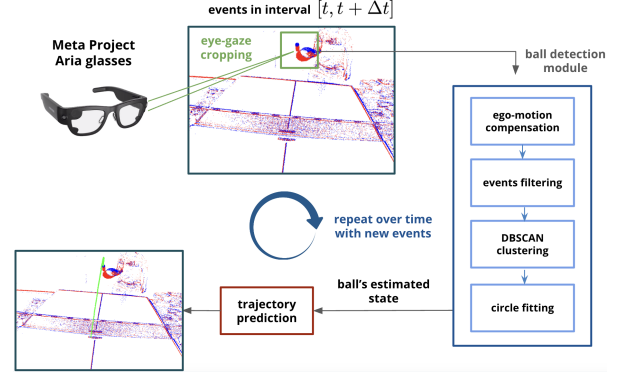 events in interval [t, t + Δt]
Meta Project
Aria glasses
eye-gaze
cropping
ball detection
module
ego-motion
compensation
events filtering
DBSCAN
clustering
circle fitting
repeat over time
with new events
ball's estimated
state
trajectory
prediction